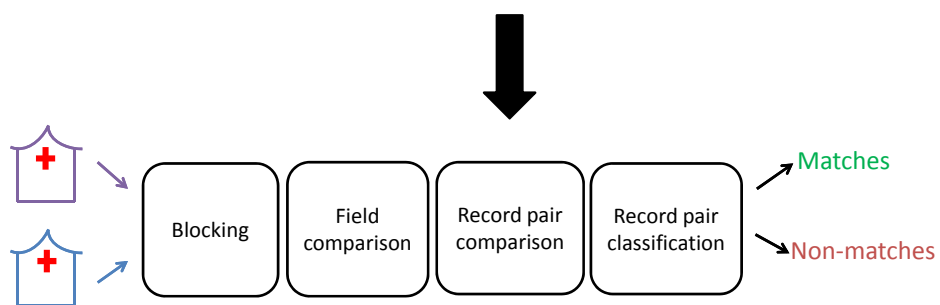 Blocking
Field
comparison
Record pair
comparison
Record pair
classification
Matches
Non-matches